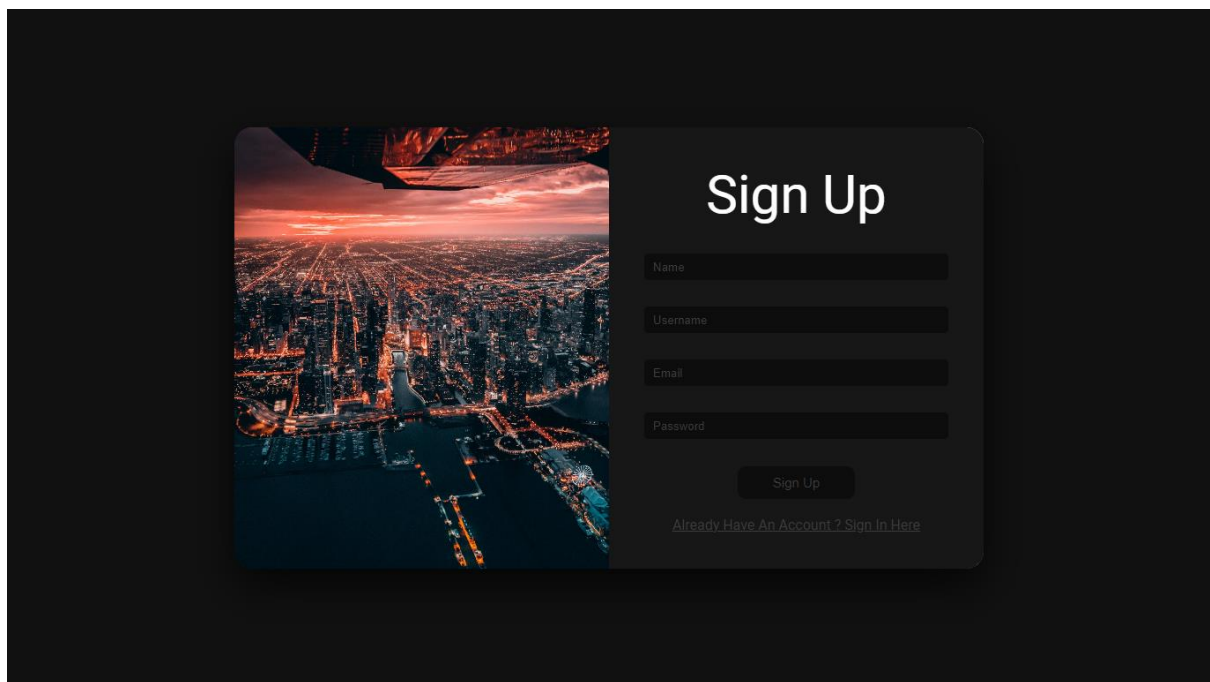 Sign Up
Name
Username
Email
Password
Sign Up
Already Have An Account ? Sign In Here